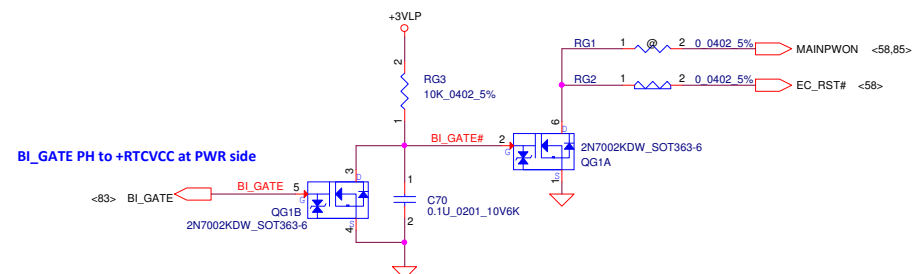 +3VLP
RG1 1 @ 2 0_0402_5% MAINPWON <58,85>
2
RG3
10K_0402_5%
1
RG2 1 2 0_0402_5% EC_RST# <58>
6
D
BI_GATE# 2
G
2N7002KDW_SOT363-6
QG1A
S
1
BI_GATE PH to +RTCVCC at PWR side
3
D
<83> BI_GATE BI_GATE 5
G
QG1B
2N7002KDW_SOT363-6
S
4
1
C70
0.1U_0201_10V6K
2